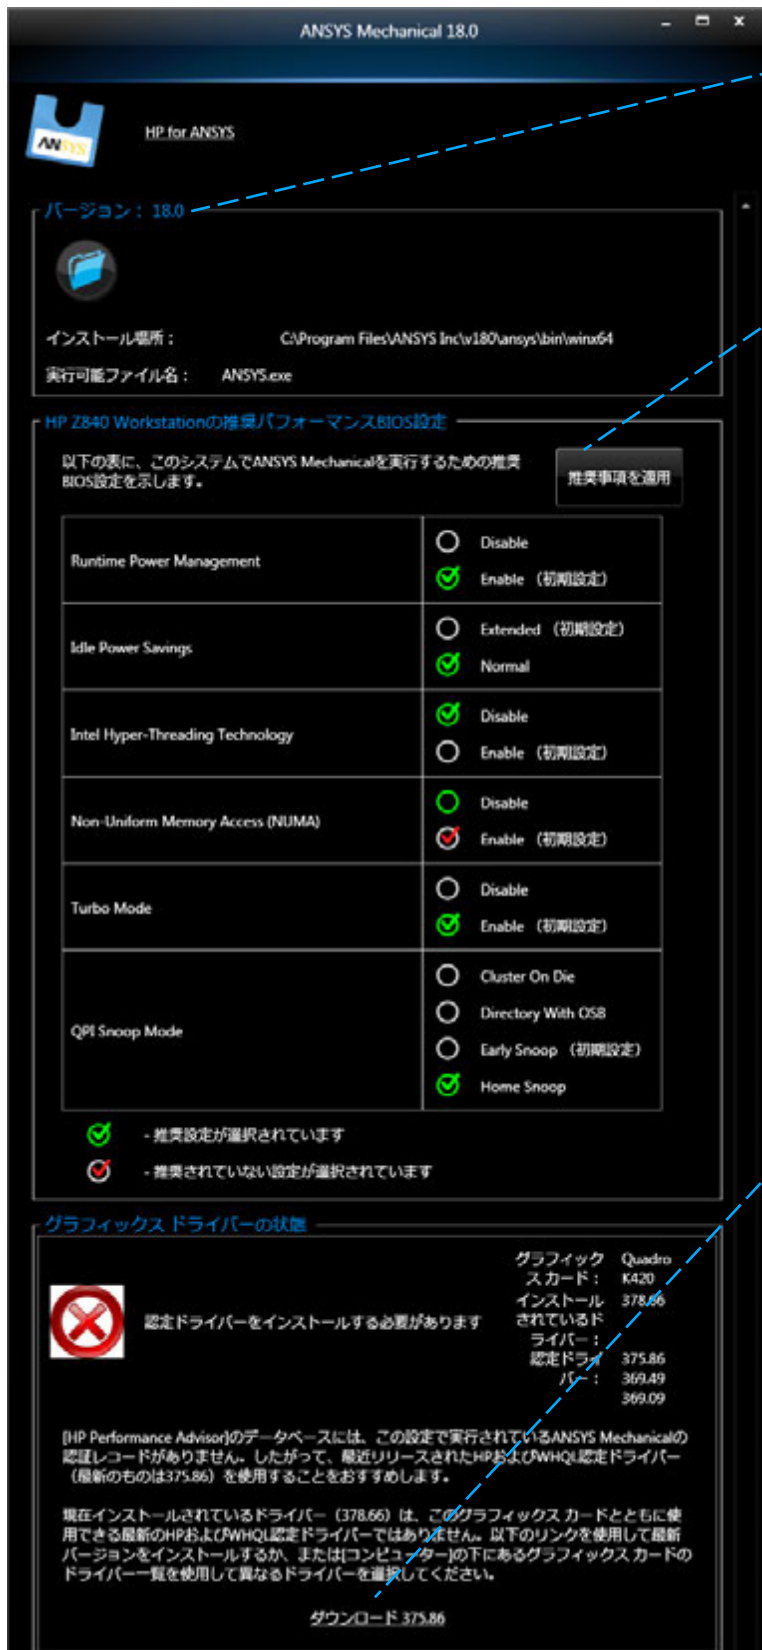 ANSYS Mechanical 18.0
ANSYS
HP for ANSYS
バージョン： 18.0
インストール場所： C:\Program Files\ANSYS Inc\v180\ansys\bin\winx64
実行可能ファイル名： ANSYS.exe
HP Z840 Workstationの推奨パフォーマンスBIOS設定
以下の表に、このシステムでANSYS Mechanicalを実行するための推奨
BIOS設定を示します。
推奨事項を適用
Runtime Power Management
Disable
Enable （初期設定）
Idle Power Savings
Extended （初期設定）
Normal
Intel Hyper-Threading Technology
Disable
Enable （初期設定）
Non-Uniform Memory Access (NUMA)
Disable
Enable （初期設定）
Turbo Mode
Disable
Enable （初期設定）
QPI Snoop Mode
Cluster On Die
Directory With OSB
Early Snoop （初期設定）
Home Snoop
- 推奨設定が選択されています
- 推奨されていない設定が選択されています
グラフィックス ドライバーの状態
認定ドライバーをインストールする必要があります
グラフィック Quadro
ス カード： K420
インストール 378.66
されているド
ライバー：
認定ドライ 375.86
バー： 369.49
369.09
[HP Performance Advisor]のデータベースには、この設定で実行されているANSYS Mechanicalの
認証レコードがありません。したがって、最近リリースされたHPおよびWHQL認定ドライバー
（最新のものは375.86）を使用することをおすすめします。
現在インストールされているドライバー（378.66）は、このグラフィックス カードとともに使
用できる最新のHPおよびWHQL認定ドライバーではありません。以下のリンクを使用して最新
バージョンをインストールするか、または[コンピューター]の下にあるグラフィックス カードの
ドライバー一覧を使用して異なるドライバーを選択してください。
ダウンロード 375.86